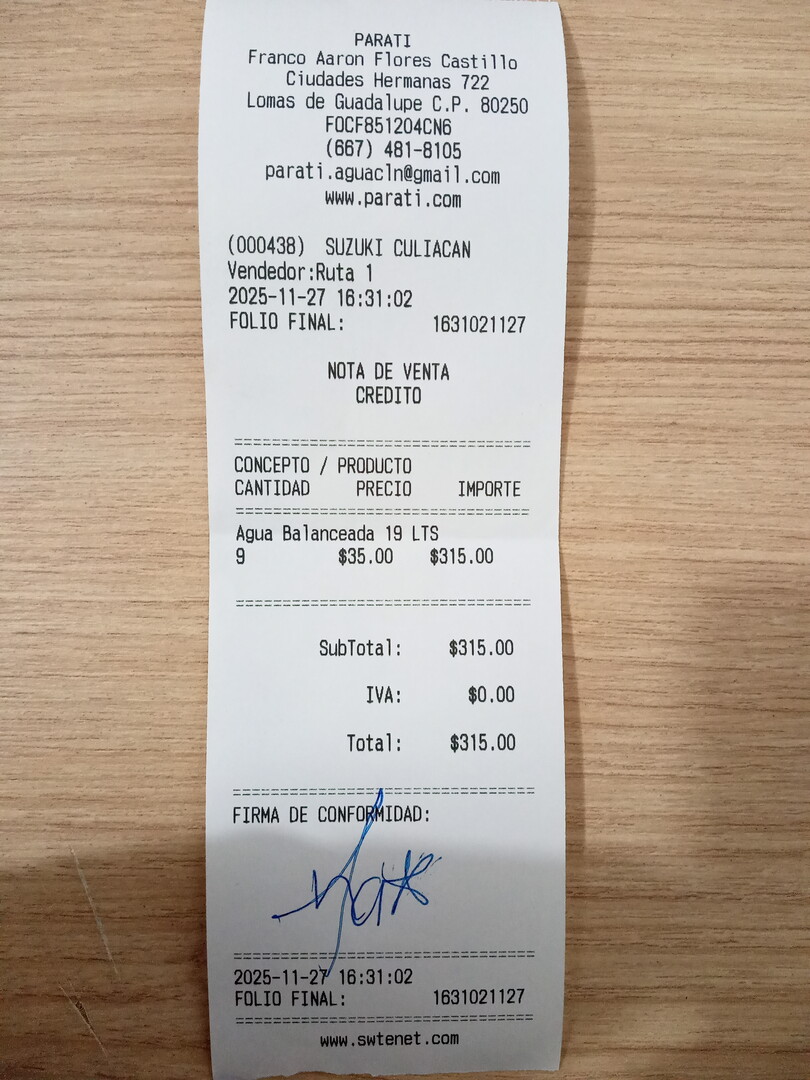 PARATI
Franco Aaron Flores Castillo
Ciudades Hermanas 722
Lomas de Guadalupe C.P. 80250
FOCF851204CN6
(667) 481-8105
parati.aguacln@gmail.com
www.parati.com
(000438) SUZUKI CULIACAN
Vendedor:Ruta 1
2025-11-27 16:31:02
FOLIO FINAL: 1631021127
NOTA DE VENTA
CREDITO
================================
CONCEPTO / PRODUCTO
CANTIDAD PRECIO IMPORTE
================================
Agua Balanceada 19 LTS
9 $35.00 $315.00
================================
SubTotal: $315.00
IVA: $0.00
Total: $315.00
================================
FIRMA DE CONFORMIDAD:
================================
2025-11-27 16:31:02
FOLIO FINAL: 1631021127
================================
www.swtenet.com